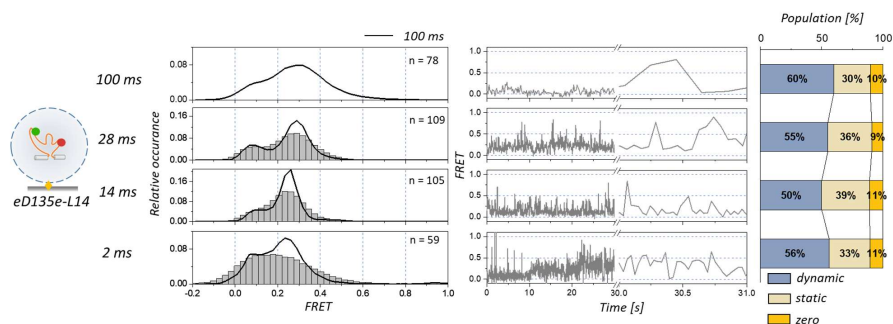 Population [%]
0 50 100
100 ms
100 ms
n = 78
0.08
0.00
1.0
0.5
0.0
60% 30% 10%
28 ms
n = 109
0.16
0.08
0.00
1.0
0.5
0.0
55% 36% 9%
eD135e-L14
Relative occurance
FRET
14 ms
n = 105
0.16
0.08
0.00
1.0
0.5
0.0
50% 39% 11%
2 ms
n = 59
0.08
0.00
1.0
0.5
0.0
56% 33% 11%
-0.2 0.0 0.2 0.4 0.6 0.8 1.0
FRET
0 10 20 30.0 30.5 31.0
Time [s]
dynamic
static
zero